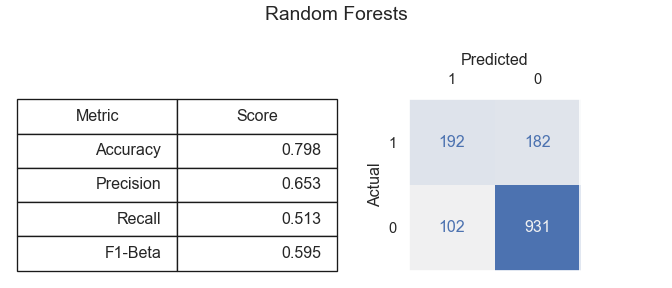 Random Forests
Metric Score
Accuracy 0.798
Precision 0.653
Recall 0.513
F1-Beta 0.595
Predicted
1 0
Actual
1 192 182
0 102 931